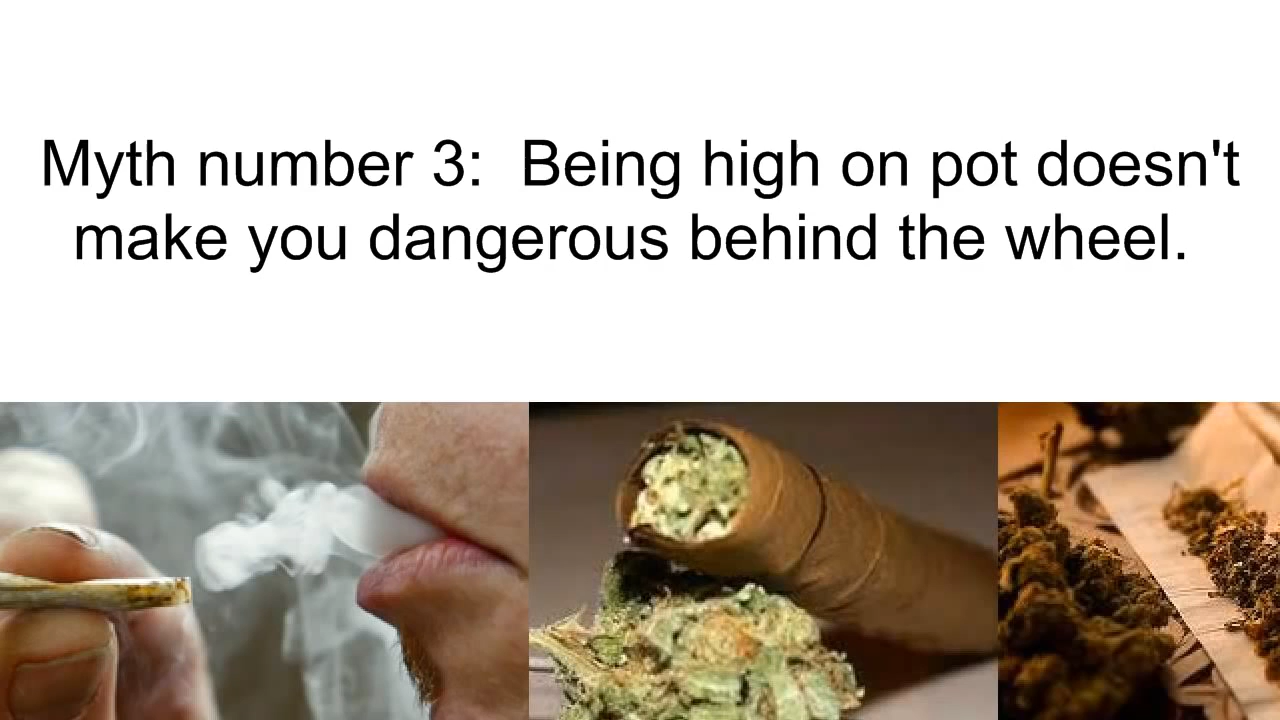 Myth number 3:  Being high on pot doesn't
make you dangerous behind the wheel.